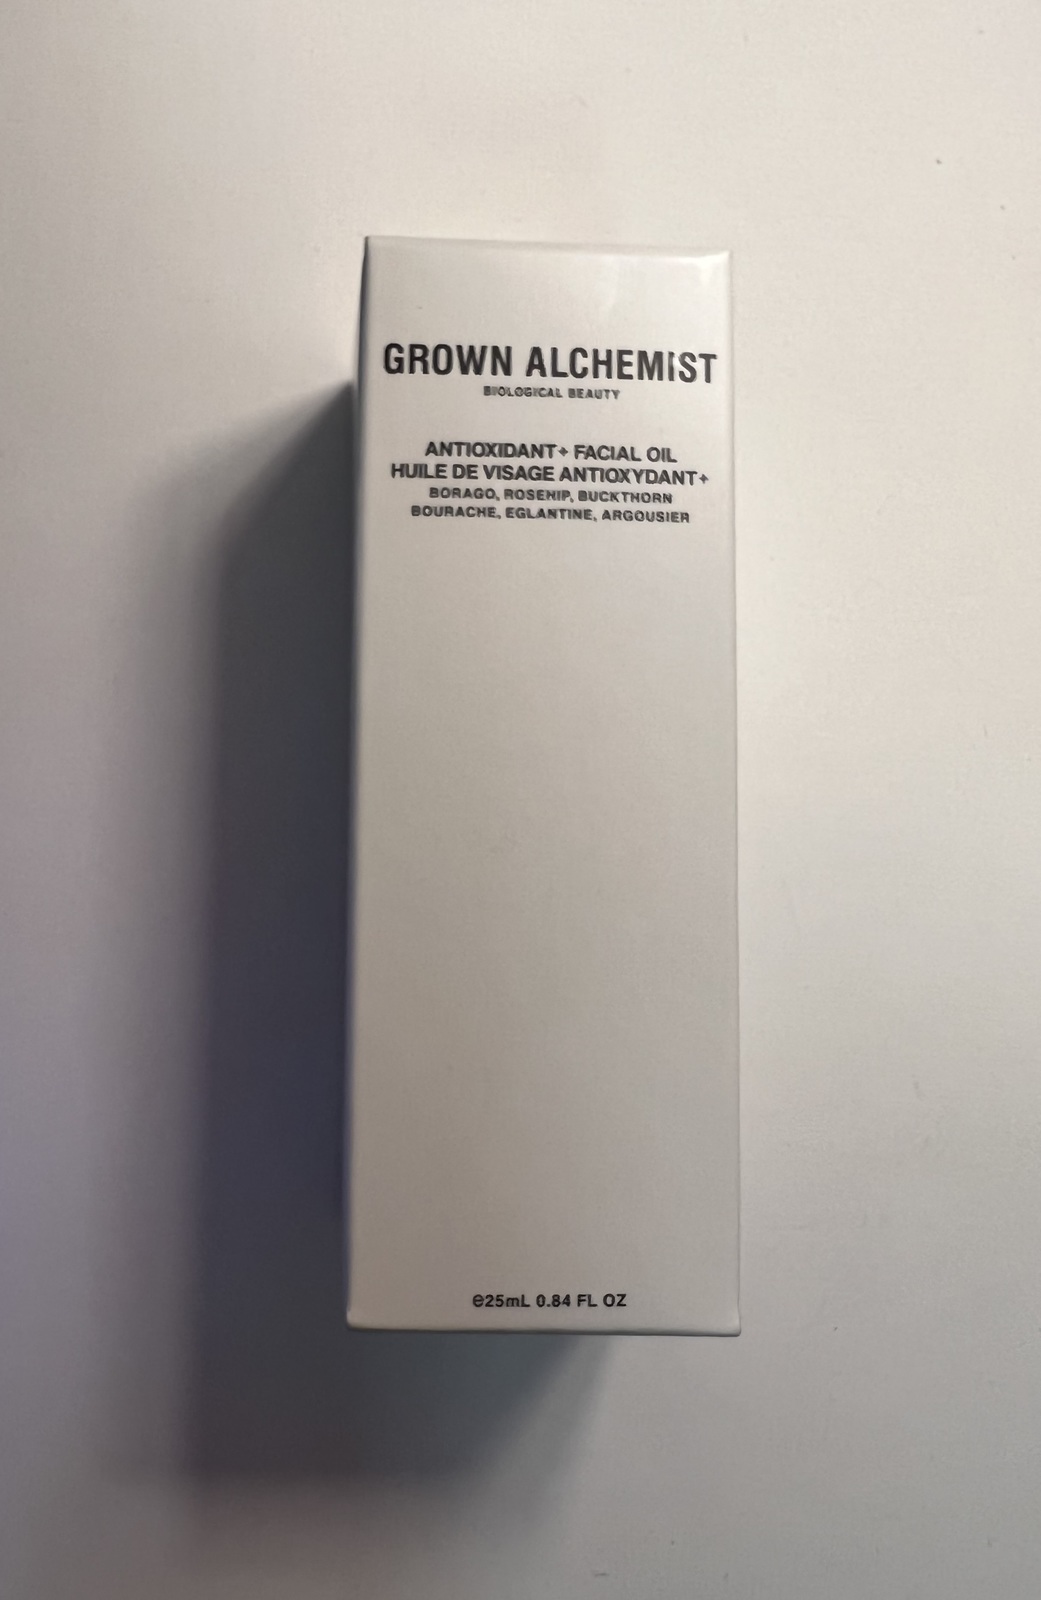 GROWN ALCHEMIST
BIOLOGICAL BEAUTY
ANTIOXIDANT+ FACIAL OIL
HUILE DE VISAGE ANTIOXYDANT+
BORAGO, ROSEHIP, BUCKTHORN
BOURACHE, EGLANTINE, ARGOUSIER
℮25mL 0.84 FL OZ